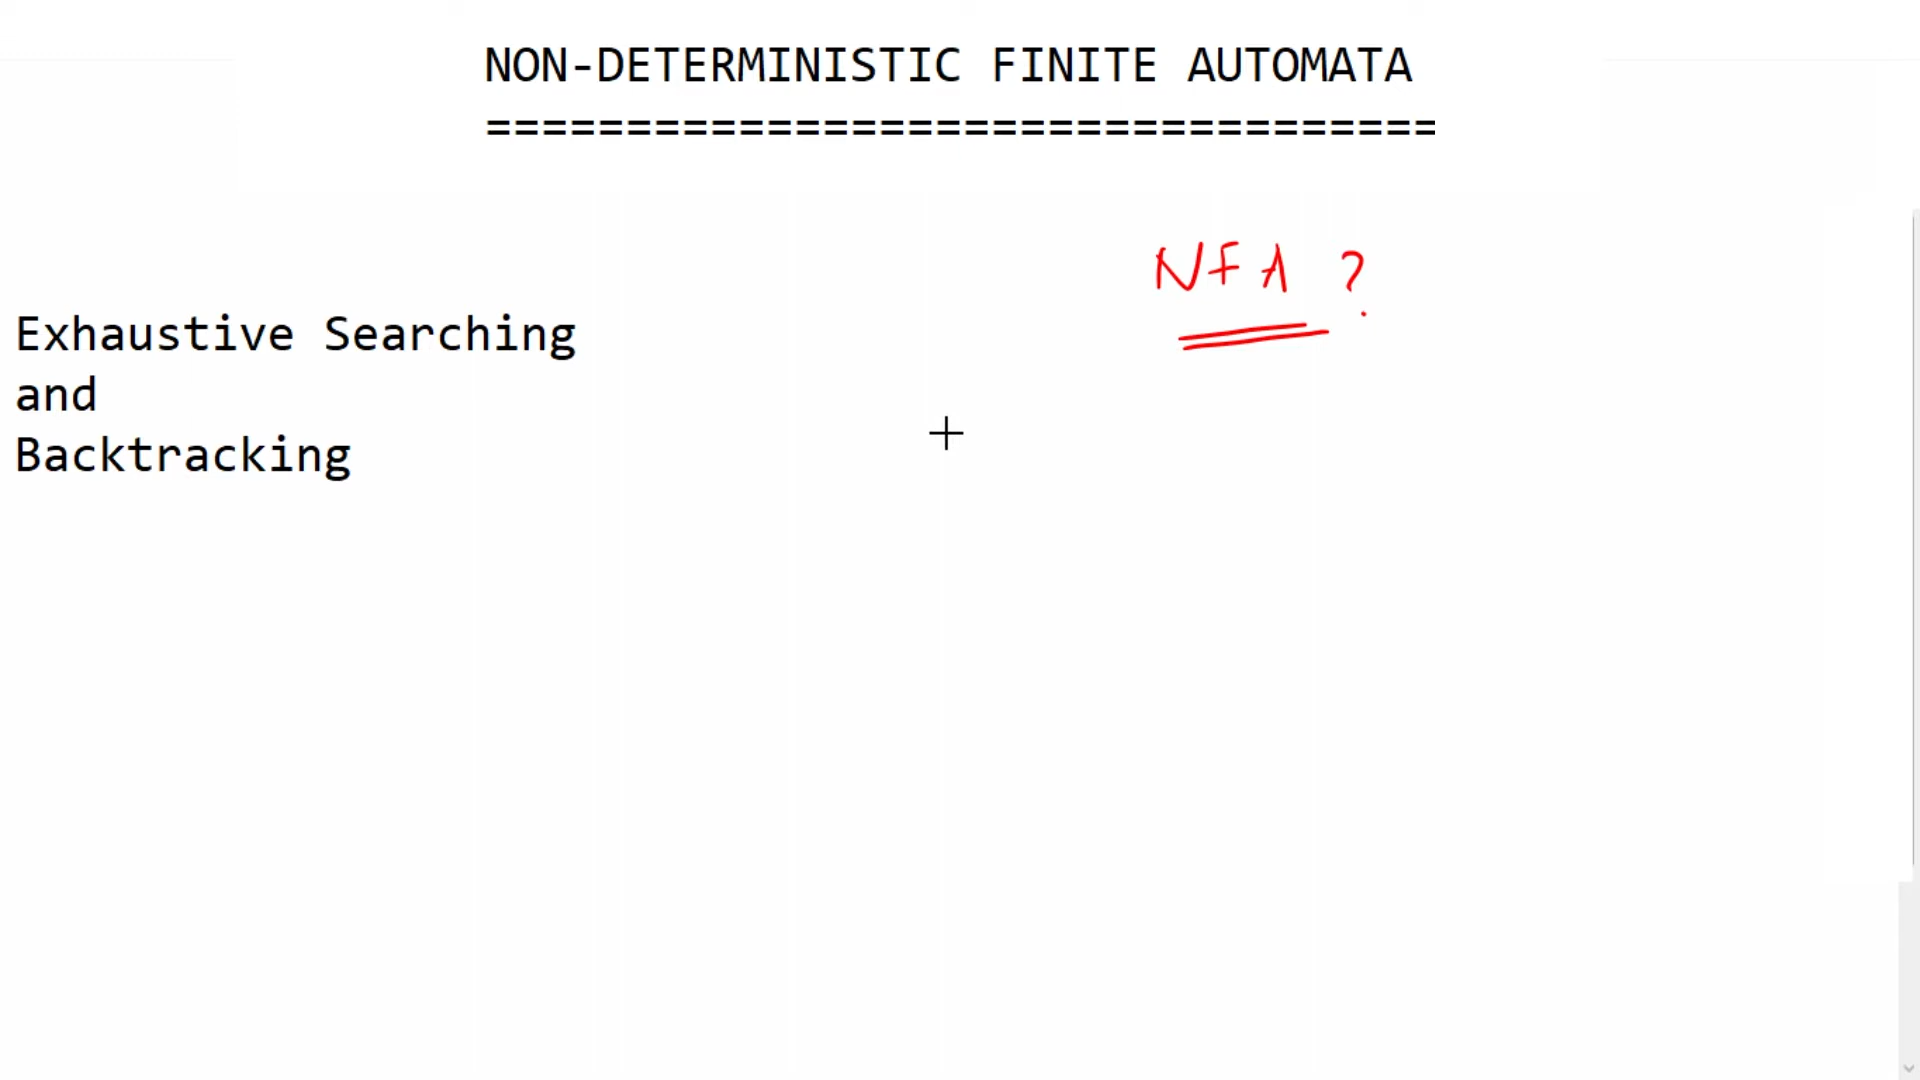 NON-DETERMINISTIC FINITE AUTOMATA
==================================
NFA ?
Exhaustive Searching
and
Backtracking